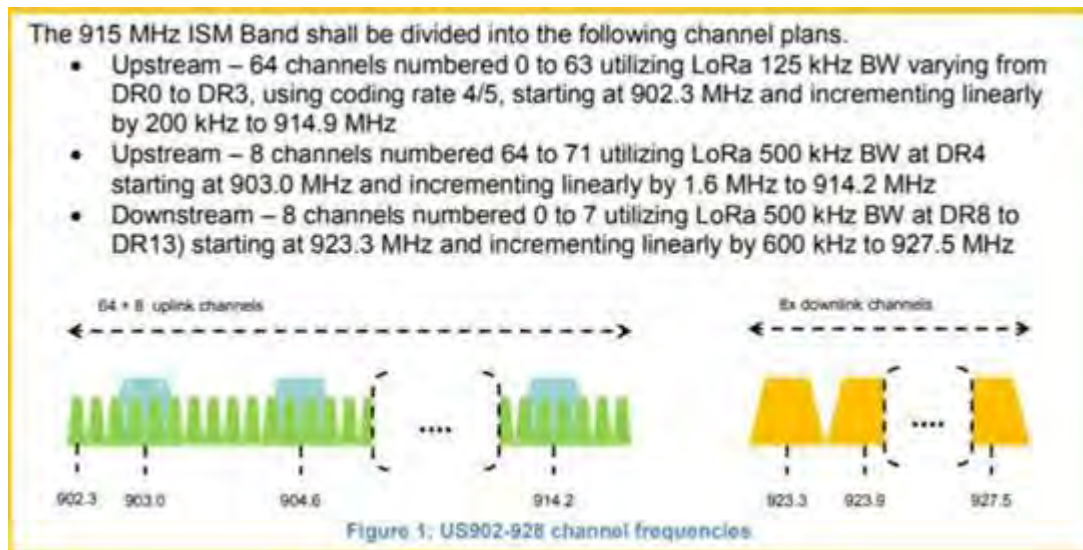 The 915 MHz ISM Band shall be divided into the following channel plans.
• Upstream – 64 channels numbered 0 to 63 utilizing LoRa 125 kHz BW varying from
DR0 to DR3, using coding rate 4/5, starting at 902.3 MHz and incrementing linearly
by 200 kHz to 914.9 MHz
• Upstream – 8 channels numbered 64 to 71 utilizing LoRa 500 kHz BW at DR4
starting at 903.0 MHz and incrementing linearly by 1.6 MHz to 914.2 MHz
• Downstream – 8 channels numbered 0 to 7 utilizing LoRa 500 kHz BW at DR8 to
DR13) starting at 923.3 MHz and incrementing linearly by 600 kHz to 927.5 MHz
64 + 8 uplink channels 8x downlink channels
.... ....
902.3 903.0 904.6 914.2 923.3 923.9 927.5
Figure 1: US902-928 channel frequencies